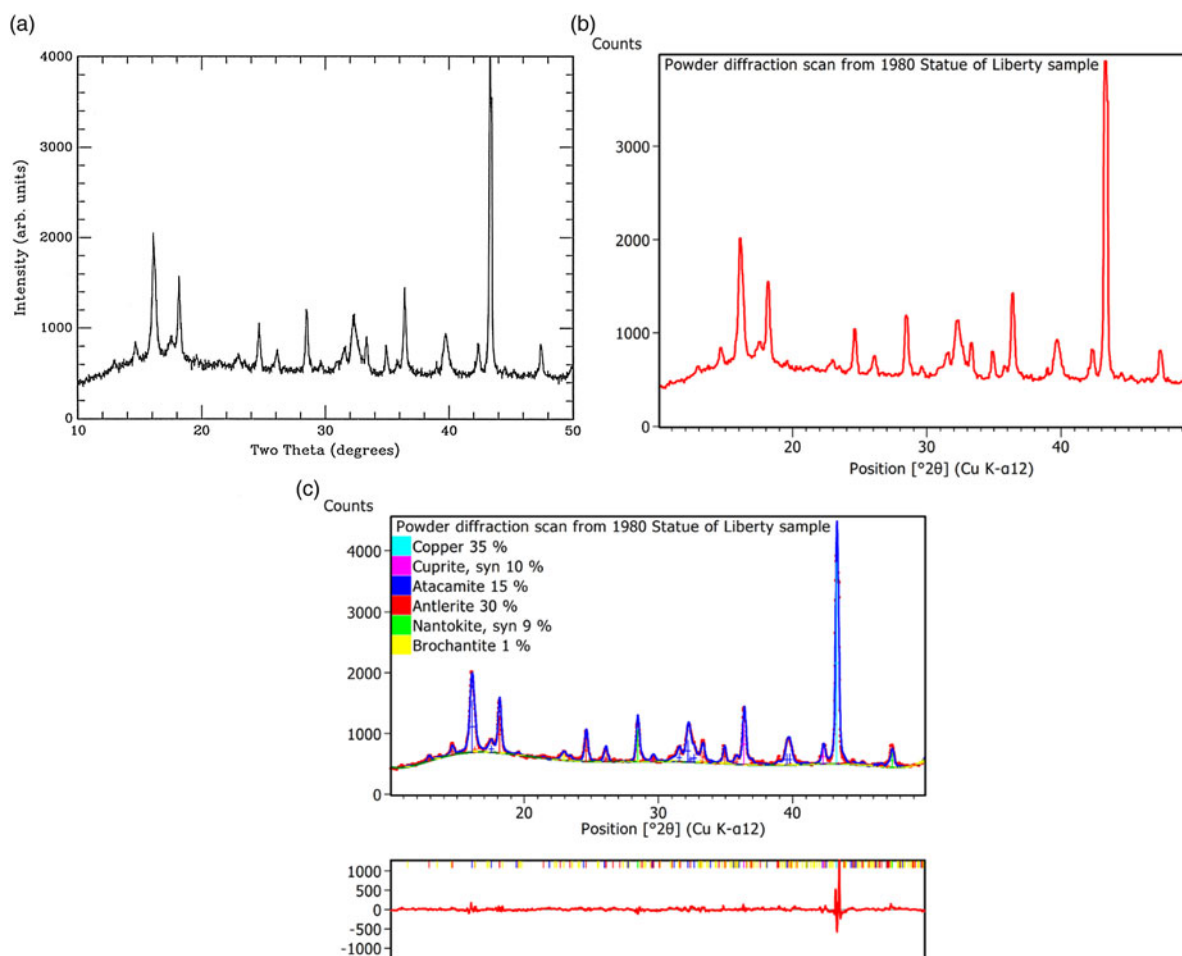 (a)
4000
3000
2000
1000
0
Intensity (arb. units)
10 20 30 40 50
Two Theta (degrees)
(b)
Counts
Powder diffraction scan from 1980 Statue of Liberty sample
3000
2000
1000
0
20 30 40
Position [°2θ] (Cu K-α12)
(c)
Counts
Powder diffraction scan from 1980 Statue of Liberty sample
Copper 35 %
Cuprite, syn 10 %
Atacamite 15 %
Antlerite 30 %
Nantokite, syn 9 %
Brochantite 1 %
4000
3000
2000
1000
0
20 30 40
Position [°2θ] (Cu K-α12)
1000
500
0
-500
-1000